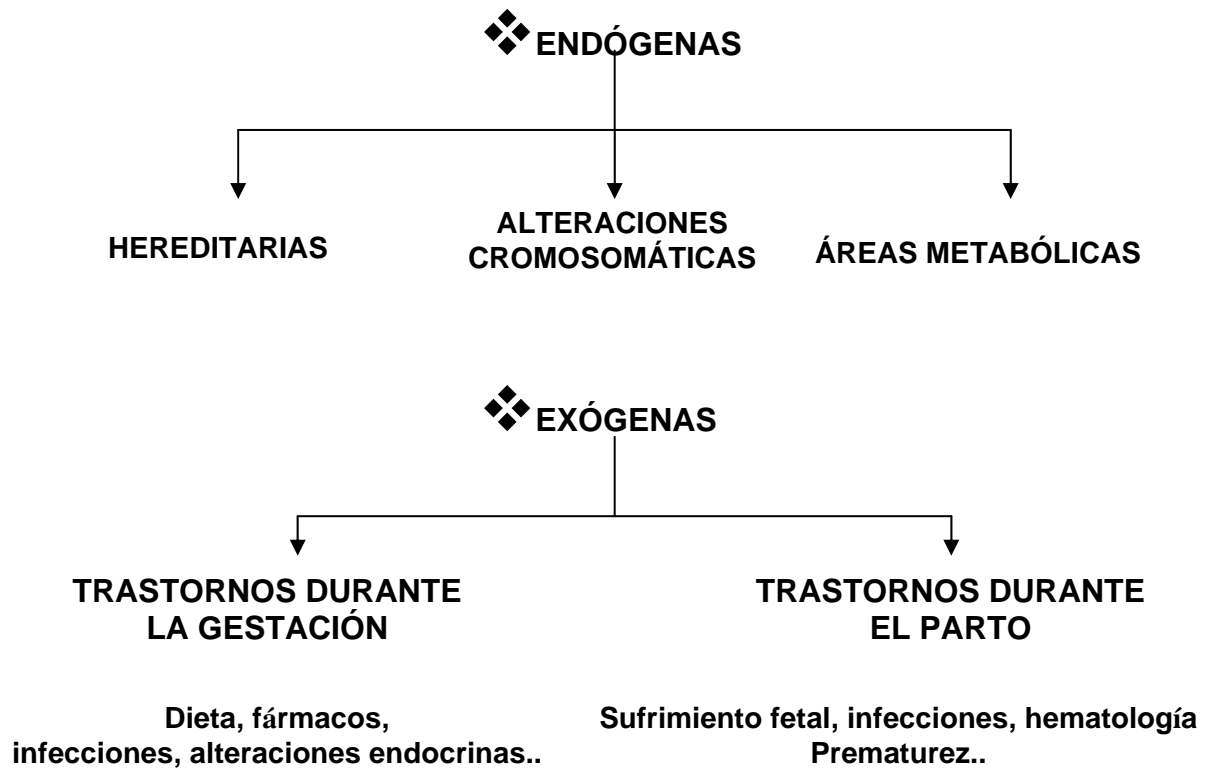 ❖ ENDÓGENAS
HEREDITARIAS
ALTERACIONES
CROMOSOMÁTICAS
ÁREAS METABÓLICAS
❖ EXÓGENAS
TRASTORNOS DURANTE
LA GESTACIÓN
Dieta, fármacos,
infecciones, alteraciones endocrinas..
TRASTORNOS DURANTE
EL PARTO
Sufrimiento fetal, infecciones, hematología
Prematurez..